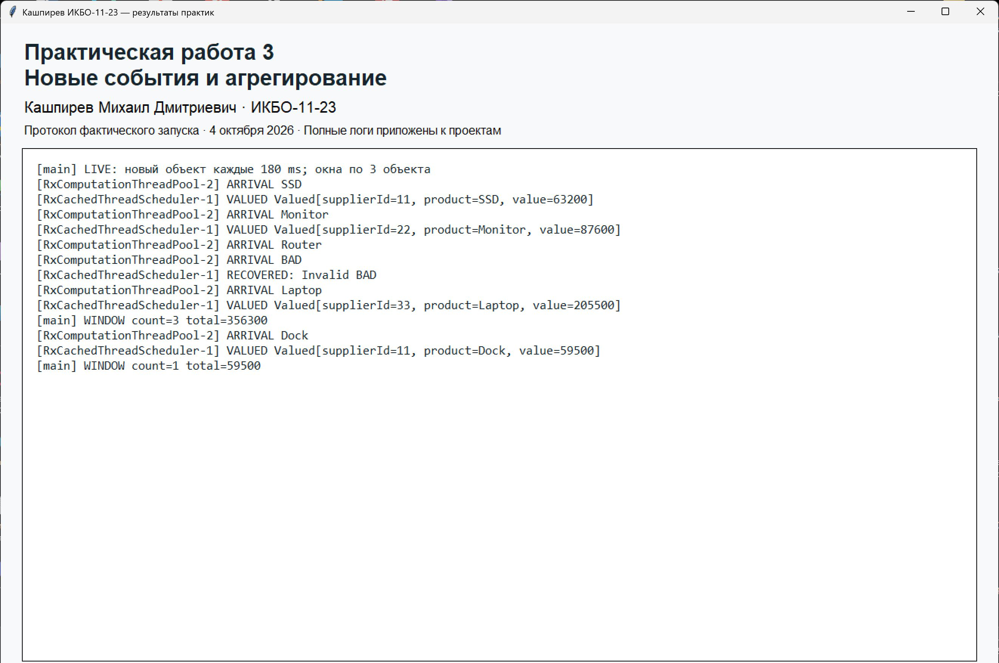 Кашпирев ИКБО-11-23 — результаты практик
Практическая работа 3
Новые события и агрегирование
Кашпирев Михаил Дмитриевич · ИКБО-11-23
Протокол фактического запуска · 4 октября 2026 · Полные логи приложены к проектам
[main] LIVE: новый объект каждые 180 ms; окна по 3 объекта
[RxComputationThreadPool-2] ARRIVAL SSD
[RxCachedThreadScheduler-1] VALUED Valued[supplierId=11, product=SSD, value=63200]
[RxComputationThreadPool-2] ARRIVAL Monitor
[RxCachedThreadScheduler-1] VALUED Valued[supplierId=22, product=Monitor, value=87600]
[RxComputationThreadPool-2] ARRIVAL Router
[RxComputationThreadPool-2] ARRIVAL BAD
[RxCachedThreadScheduler-1] RECOVERED: Invalid BAD
[RxComputationThreadPool-2] ARRIVAL Laptop
[RxCachedThreadScheduler-1] VALUED Valued[supplierId=33, product=Laptop, value=205500]
[main] WINDOW count=3 total=356300
[RxComputationThreadPool-2] ARRIVAL Dock
[RxCachedThreadScheduler-1] VALUED Valued[supplierId=11, product=Dock, value=59500]
[main] WINDOW count=1 total=59500